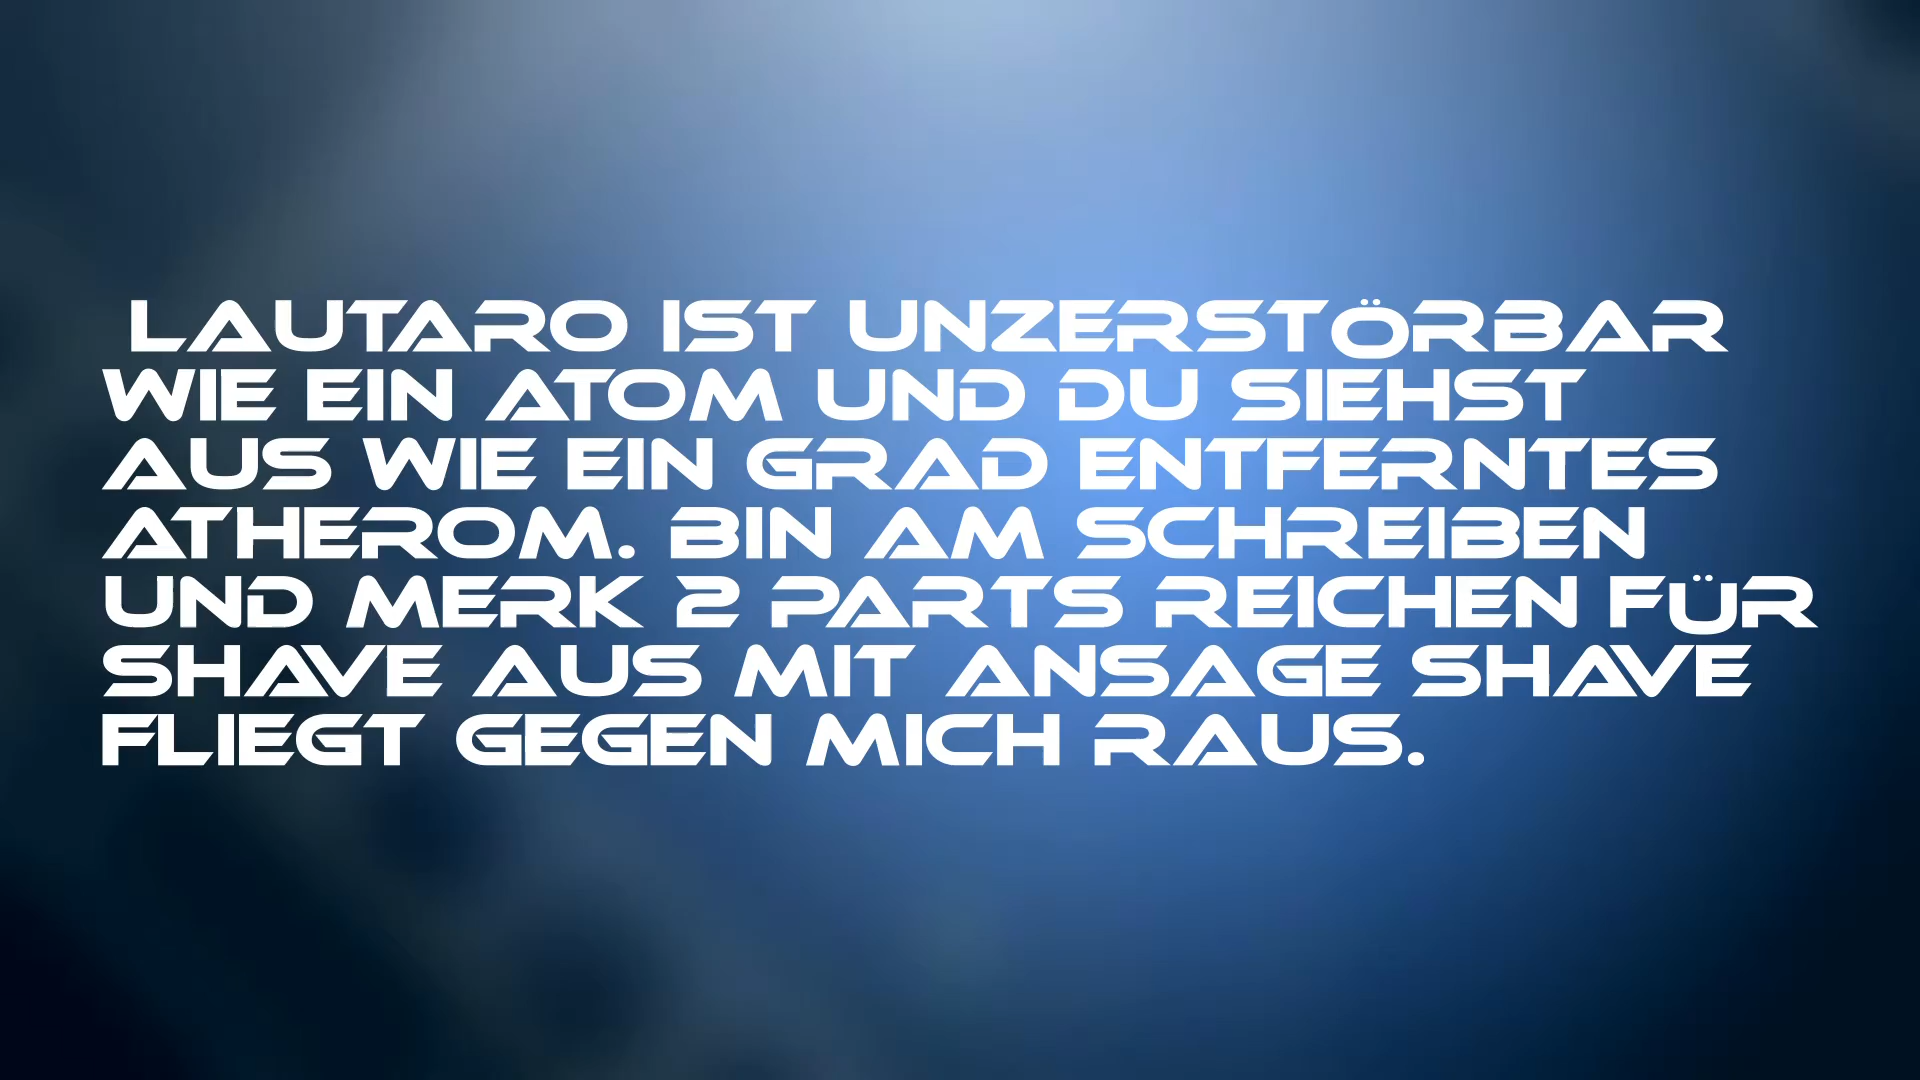 LAUTARO IST UNZERSTÖRBAR
WIE EIN ATOM UND DU SIEHST
AUS WIE EIN GRAD ENTFERNTES
ATHEROM. BIN AM SCHREIBEN
UND MERK 2 PARTS REICHEN FÜR
SHAVE AUS MIT ANSAGE SHAVE
FLIEGT GEGEN MICH RAUS.